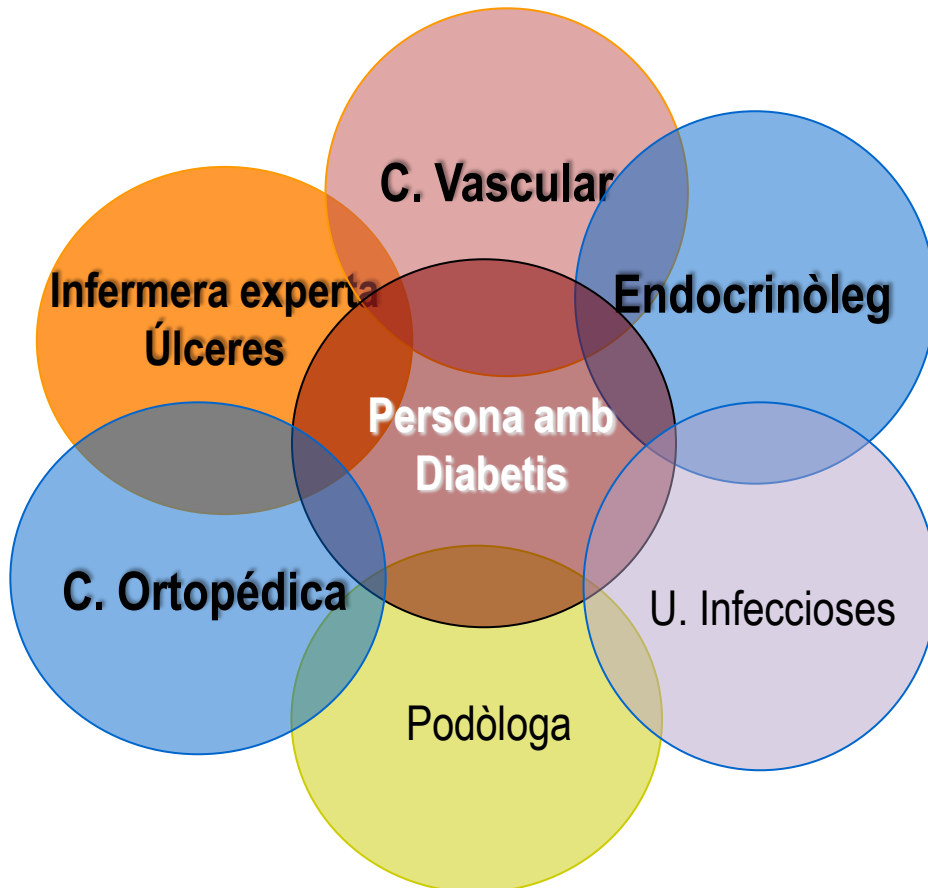 C. Vascular
Infermera experta
Úlceres
Endocrinòleg
Persona amb
Diabetis
C. Ortopédica
U. Infeccioses
Podòloga